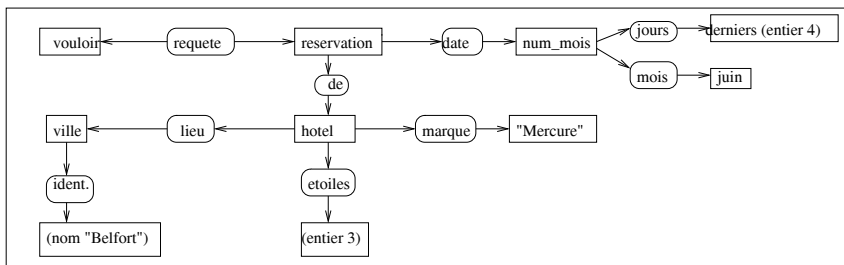 jours
derniers (entier 4)
vouloir
requete
reservation
date
num_mois
mois
juin
de
ville
lieu
hotel
marque
"Mercure"
ident.
etoiles
(nom "Belfort")
(entier 3)